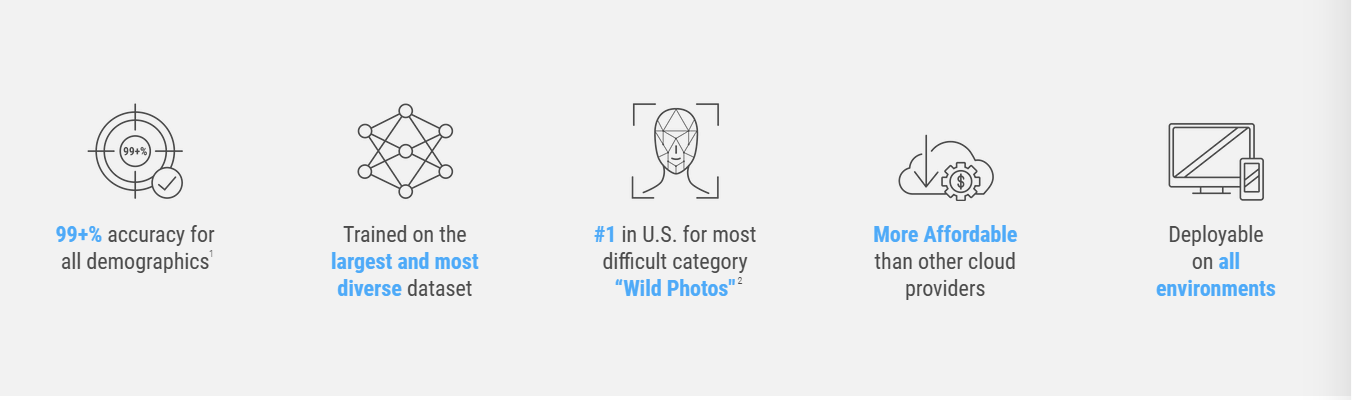 99+%
99+% accuracy for
all demographics¹
Trained on the
largest and most
diverse dataset
#1 in U.S. for most
difficult category
“Wild Photos"²
$
More Affordable
than other cloud
providers
Deployable
on all
environments